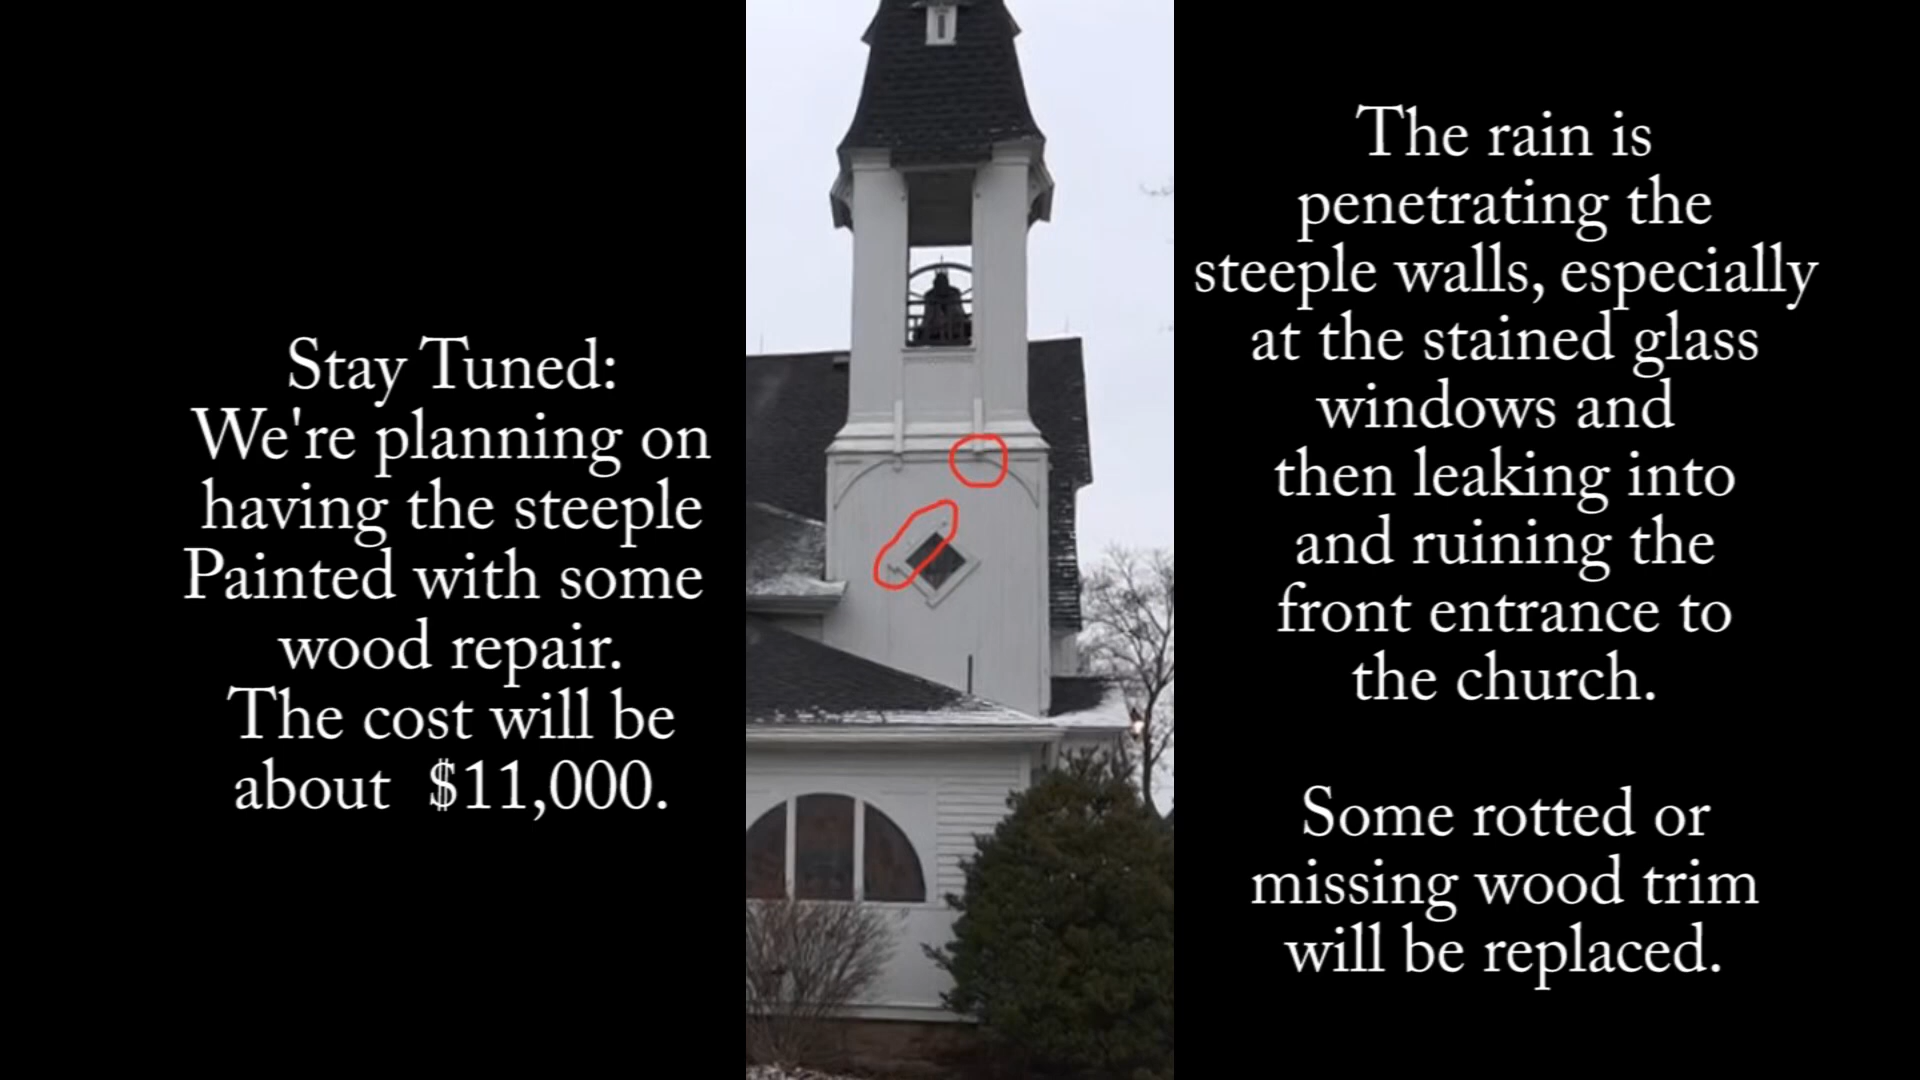 Stay Tuned:
We're planning on
having the steeple
Painted with some
wood repair.
The cost will be
about $11,000.
The rain is
penetrating the
steeple walls, especially
at the stained glass
windows and
then leaking into
and ruining the
front entrance to
the church.
Some rotted or
missing wood trim
will be replaced.